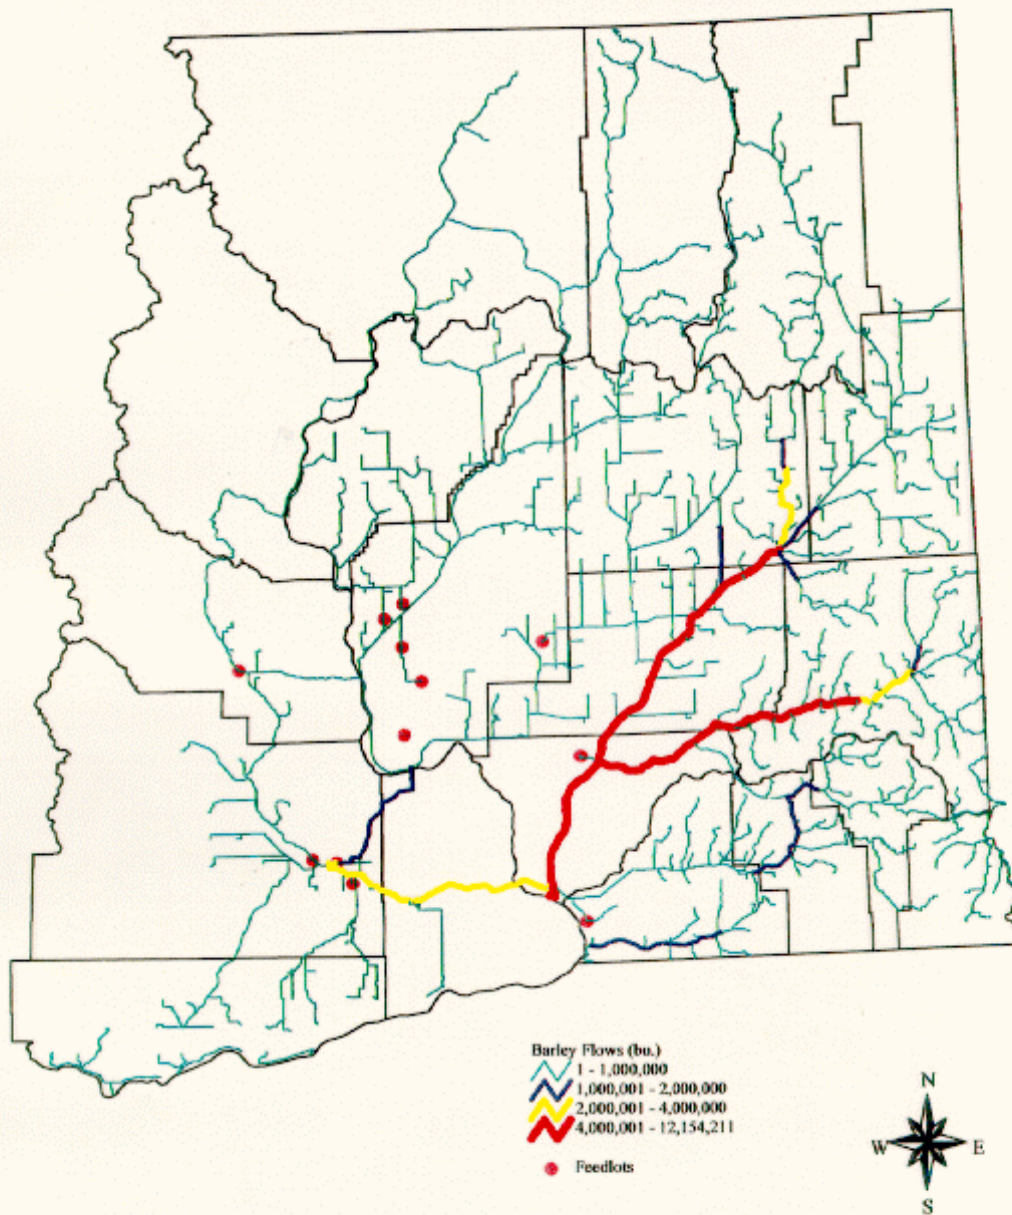 Barley Flows (bu.)
1 - 1,000,000
1,000,001 - 2,000,000
2,000,001 - 4,000,000
4,000,001 - 12,154,211
Feedlots
N
W E
S